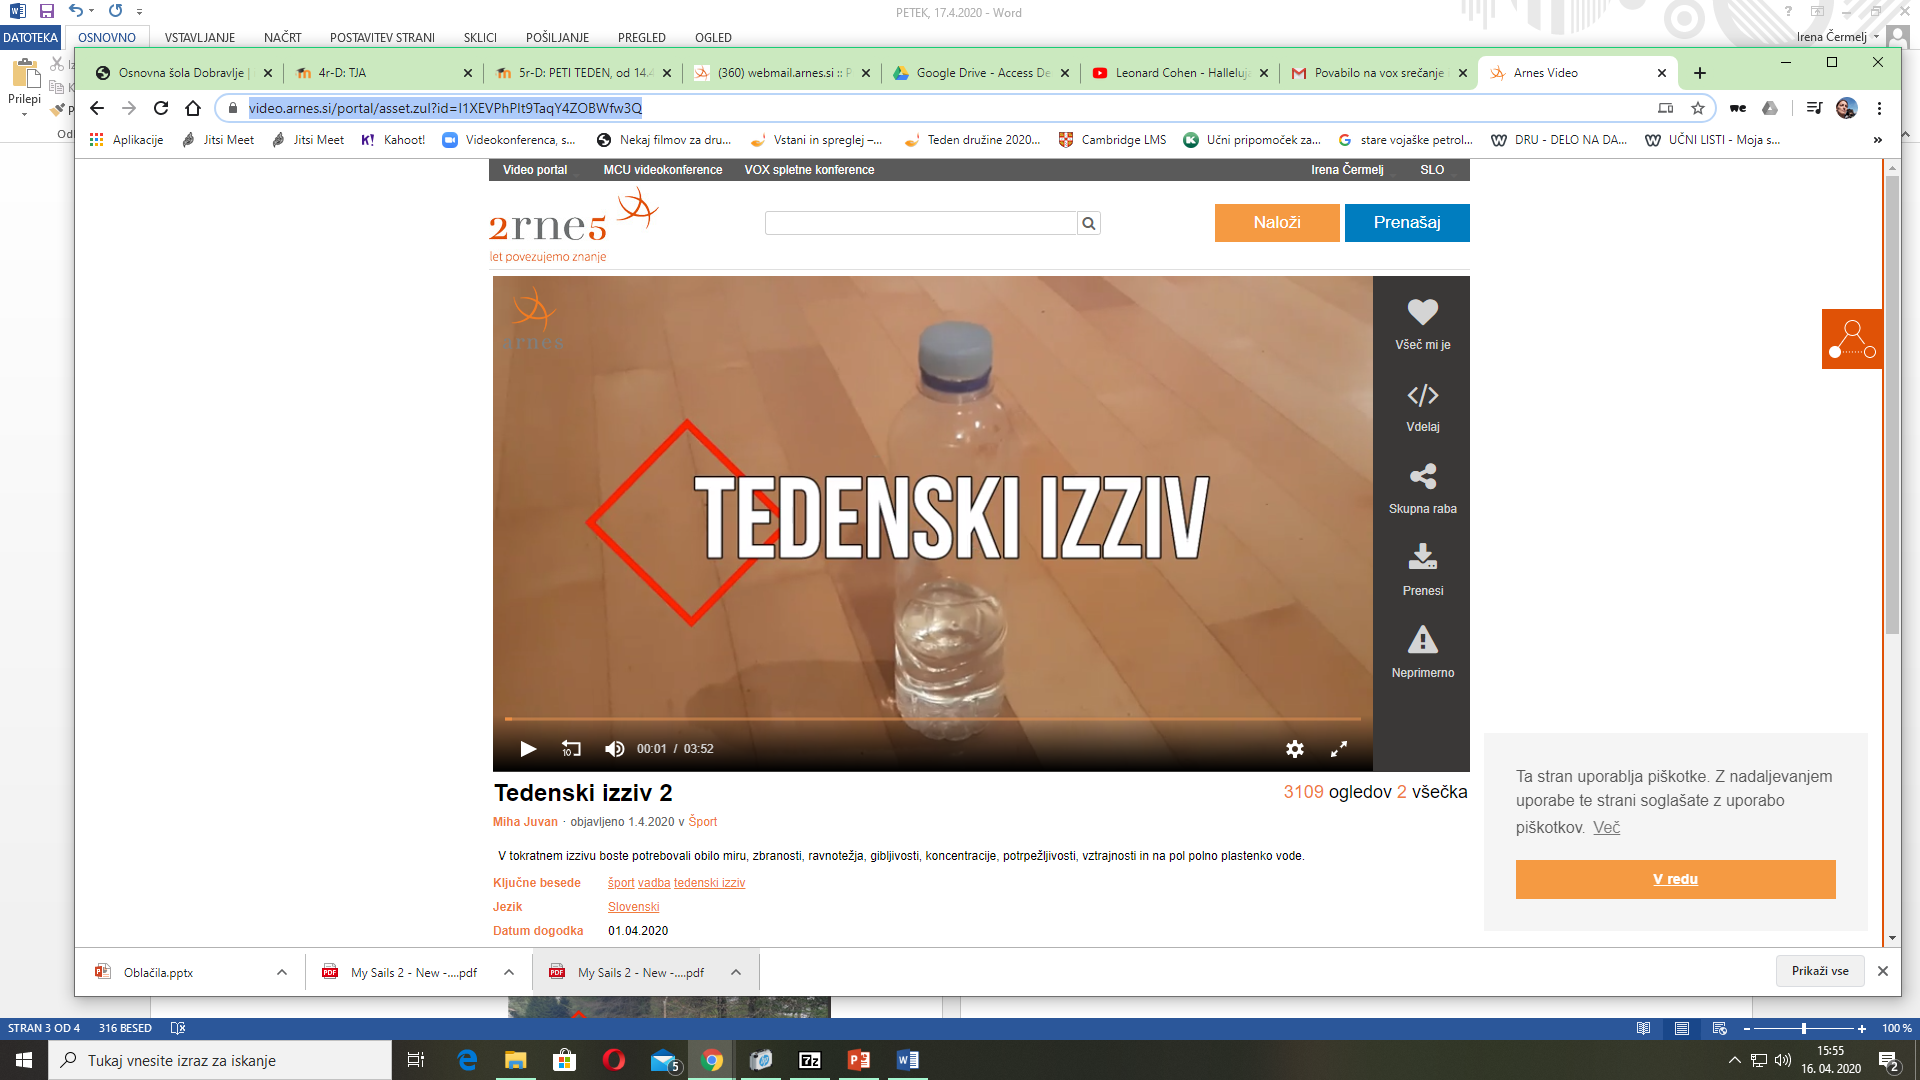 PETEK, 17.4.2020 - Word
DATOTEKA OSNOVNO VSTAVLJANJE NAČRT POSTAVITEV STRANI SKLICI POŠILJANJE PREGLED OGLED
Irena Čermelj
Prilepi
Osnovna šola Dobravlje |
4r-D: TJA
5r-D: PETI TEDEN, od 14.4
(360) webmail.arnes.si :: P
Google Drive - Access De
Leonard Cohen - Halleluja
Povabilo na vox srečanje
Arnes Video
video.arnes.si/portal/asset.zul?id=I1XEVPhPIt9TaqY4ZOBWfw3Q
Aplikacije Jitsi Meet Jitsi Meet Kahoot! Videokonferenca, s... Nekaj filmov za dru... Vstani in spreglej –... Teden družine 2020... Cambridge LMS Učni pripomoček za... stare vojaške petrol... DRU - DELO NA DA... UČNI LISTI - Moja s... »
Video portal MCU videokonference VOX spletne konference Irena Čermelj SLO
2rne5
let povezujemo znanje
Naloži Prenašaj
arnes
TEDENSKI IZZIV
Všeč mi je
Vdelaj
Skupna raba
Prenesi
Neprimerno
10 00:01 / 03:52
Tedenski izziv 2
3109 ogledov 2 všečka
Miha Juvan · objavljeno 1.4.2020 v Šport
V tokratnem izzivu boste potrebovali obilo miru, zbranosti, ravnotežja, gibljivosti, koncentracije, potrpežljivosti, vztrajnosti in na pol polno plastenko vode.
Ključne besede šport vadba tedenski izziv
Jezik Slovenski
Datum dogodka 01.04.2020
Ta stran uporablja piškotke. Z nadaljevanjem
uporabe te strani soglašate z uporabo
piškotkov. Več
V redu
Oblačila.pptx
My Sails 2 - New -....pdf
My Sails 2 - New -....pdf
Prikaži vse
STRAN 3 OD 4 316 BESED 100 %
Tukaj vnesite izraz za iskanje
5
7z
15:55
16. 04. 2020
2